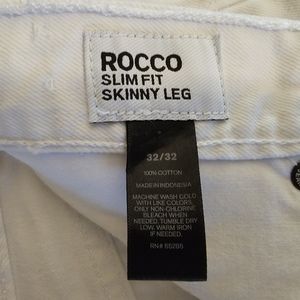 ROCCO
SLIM FIT
SKINNY LEG
32/32
100% COTTON
MADE IN INDONESIA
MACHINE WASH COLD
WITH LIKE COLORS.
ONLY NON-CHLORINE
BLEACH WHEN
NEEDED. TUMBLE DRY
LOW. WARM IRON
IF NEEDED.
RN#